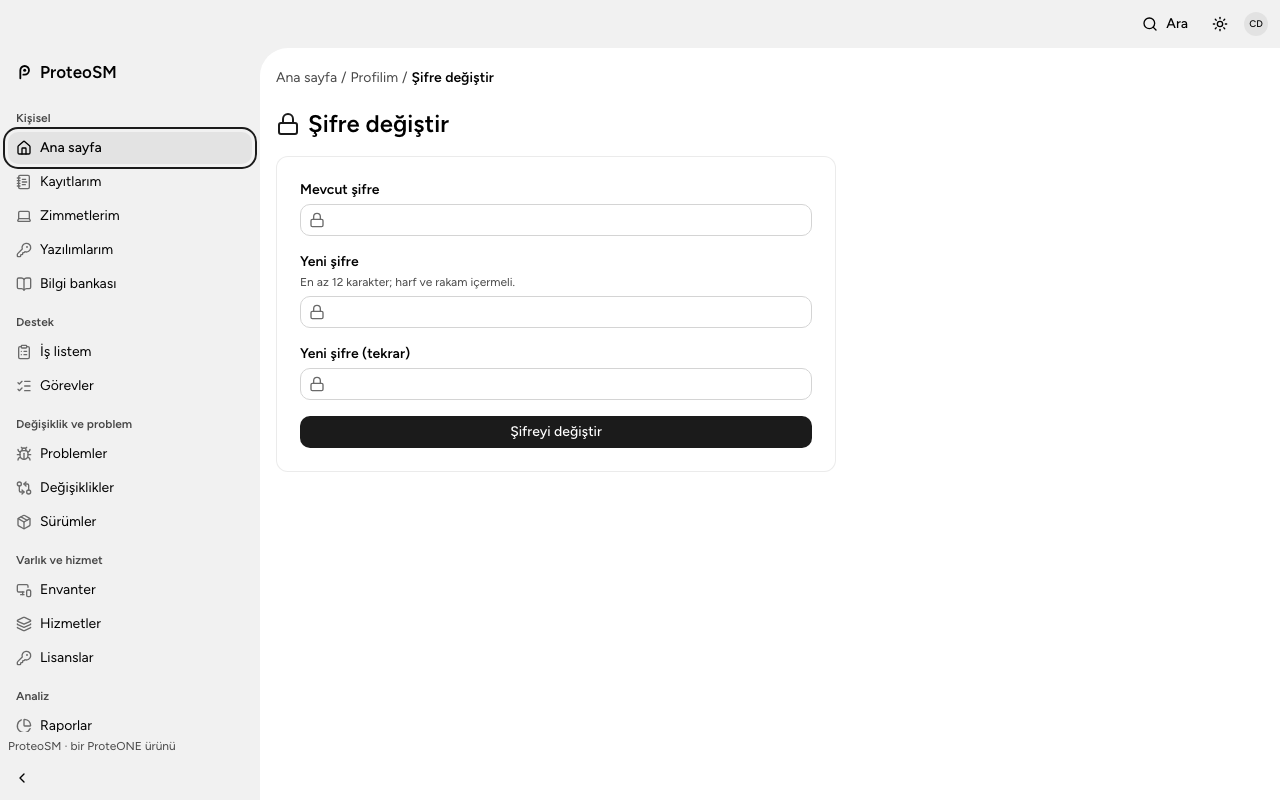 Ara
CD
ProteoSM
Kişisel
Ana sayfa
Kayıtlarım
Zimmetlerim
Yazılımlarım
Bilgi bankası
Destek
İş listem
Görevler
Değişiklik ve problem
Problemler
Değişiklikler
Sürümler
Varlık ve hizmet
Envanter
Hizmetler
Lisanslar
Analiz
Raporlar
ProteoSM · bir ProteONE ürünü
Ana sayfa / Profilim / Şifre değiştir
Şifre değiştir
Mevcut şifre
Yeni şifre
En az 12 karakter; harf ve rakam içermeli.
Yeni şifre (tekrar)
Şifreyi değiştir